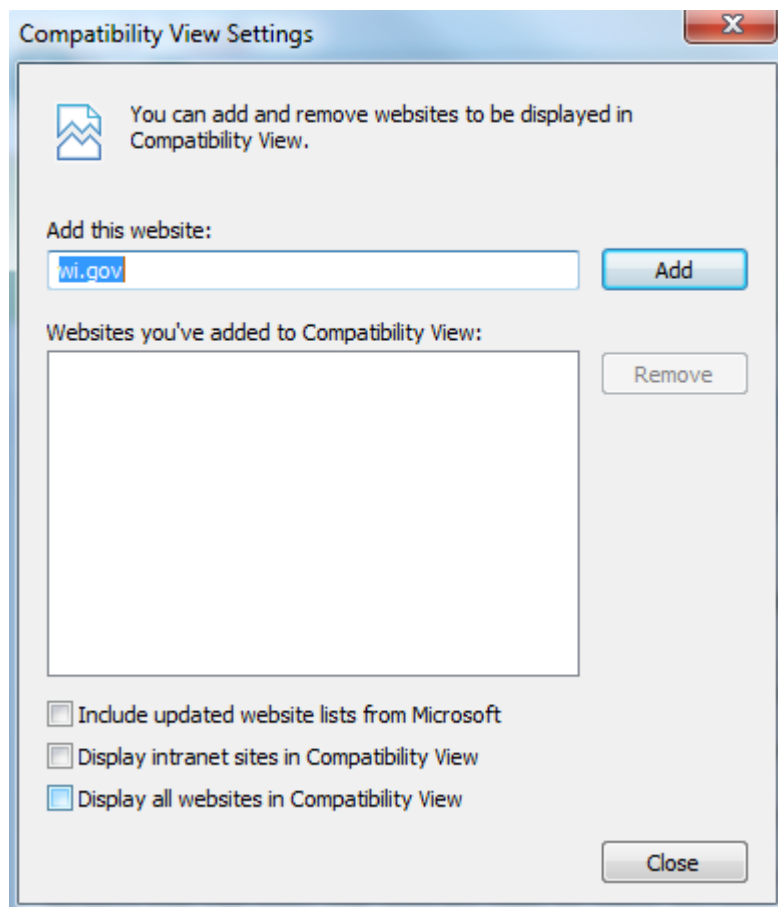 Compatibility View Settings
You can add and remove websites to be displayed in
Compatibility View.
Add this website:
wi.gov
Add
Websites you've added to Compatibility View:
Remove
Include updated website lists from Microsoft
Display intranet sites in Compatibility View
Display all websites in Compatibility View
Close